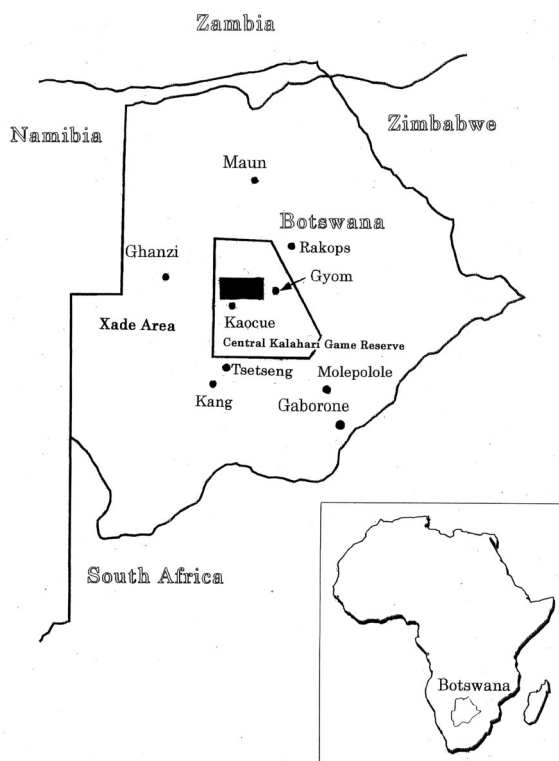 Zambia
Namibia
Zimbabwe
Maun
Botswana
Rakops
Ghanzi
Gyom
Xade Area
Kaocue
Central Kalahari Game Reserve
Tsetseng
Molepolole
Kang
Gaborone
South Africa
Botswana